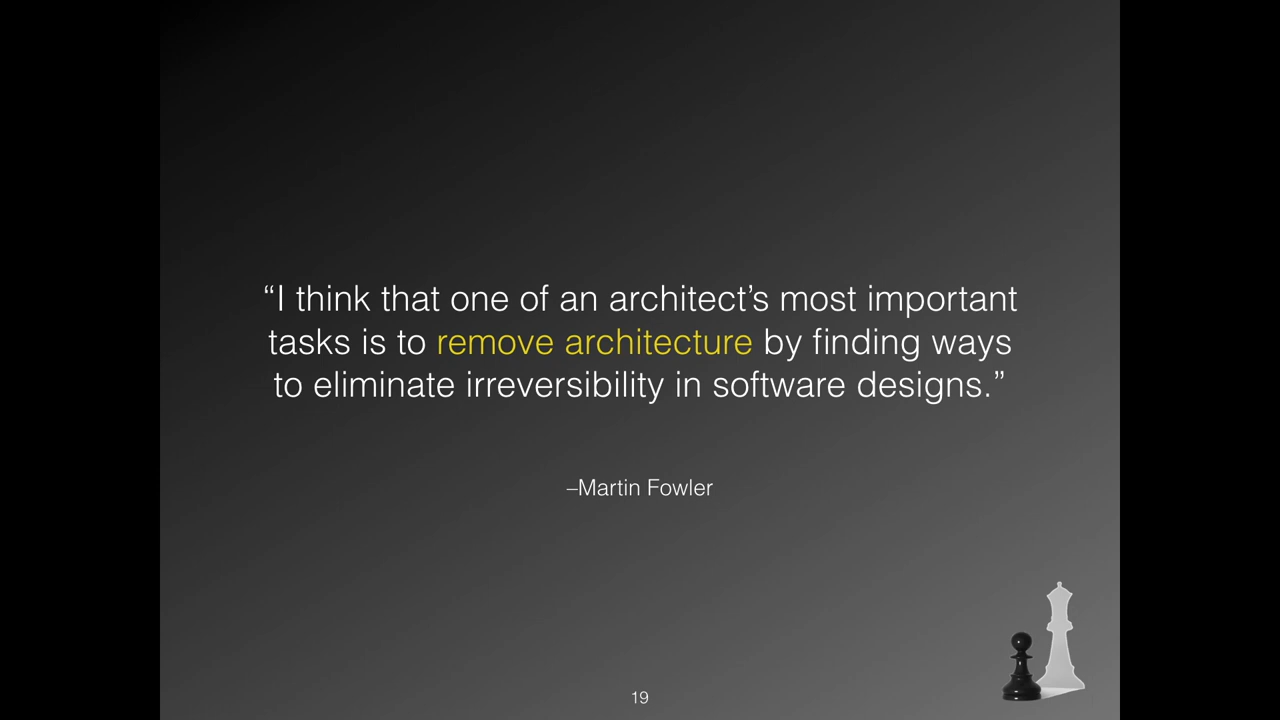 “I think that one of an architect’s most important
tasks is to remove architecture by finding ways
to eliminate irreversibility in software designs.”
–Martin Fowler
19